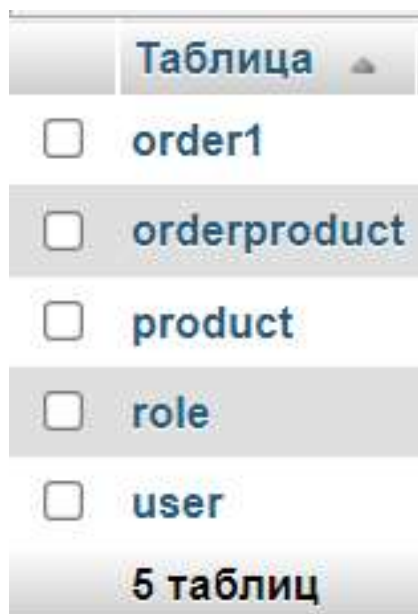 Таблица
order1
orderproduct
product
role
user
5 таблиц